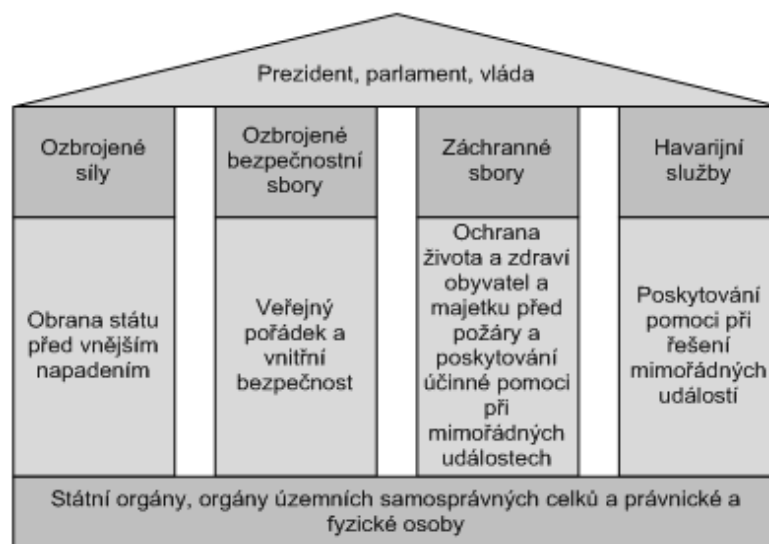 Prezident, parlament, vláda
Ozbrojené
síly
Ozbrojené
bezpečnostní
sbory
Záchranné
sbory
Havarijní
služby
Obrana státu
před vnějším
napadením
Veřejný
pořádek a
vnitřní
bezpečnost
Ochrana
života a zdraví
obyvatel a
majetku před
požáry a
poskytování
účinné pomoci
při
mimořádných
událostech
Poskytování
pomoci při
řešení
mimořádných
událostí
Státní orgány, orgány územních samosprávných celků a právnické a
fyzické osoby